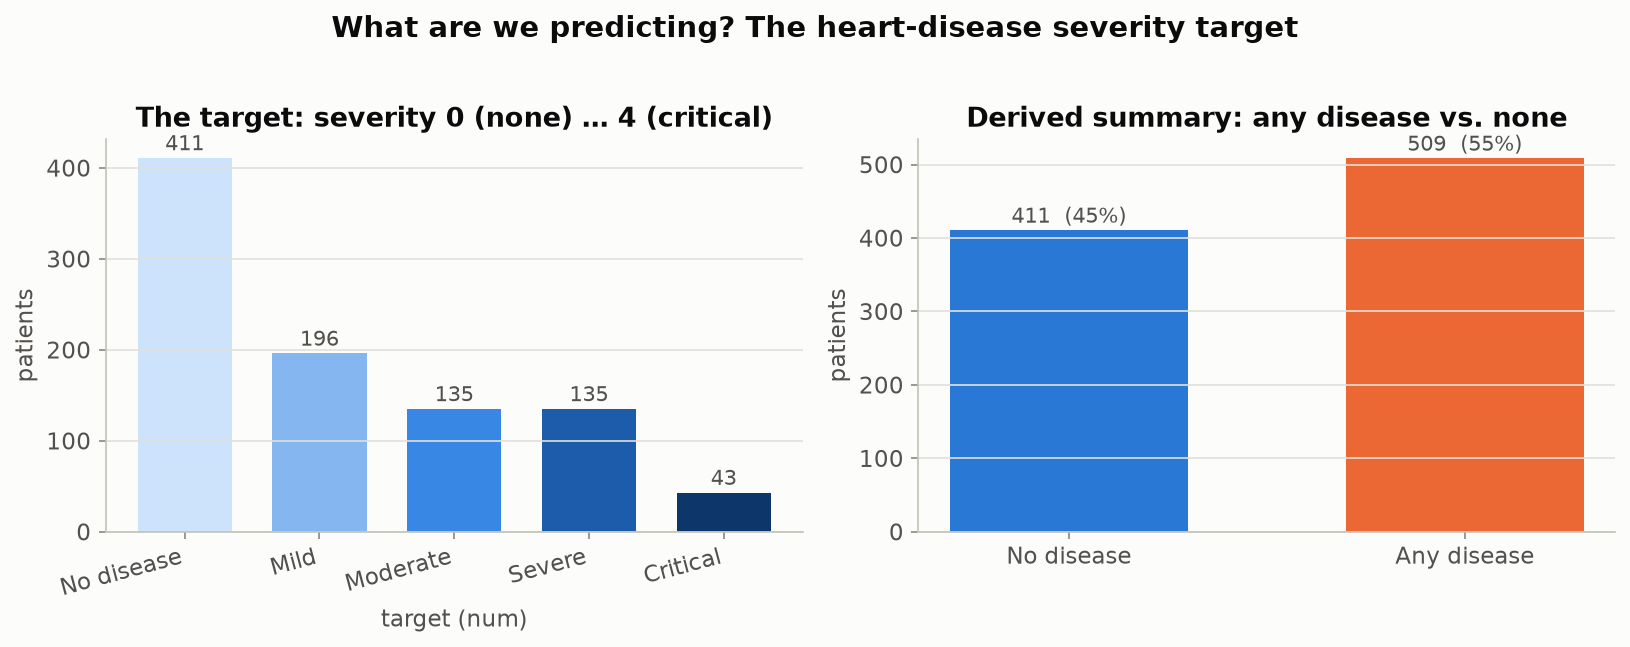 What are we predicting? The heart-disease severity target
The target: severity 0 (none) … 4 (critical)
411
196
135
135
43
400
300
200
100
0
patients
No disease
Mild
Moderate
Severe
Critical
target (num)
Derived summary: any disease vs. none
411 (45%)
509 (55%)
500
400
300
200
100
0
patients
No disease
Any disease